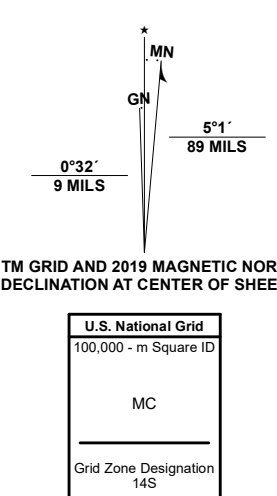 ★
MN
GN
5°1´
89 MILS
0°32´
9 MILS
TM GRID AND 2019 MAGNETIC NOR
DECLINATION AT CENTER OF SHEE
U.S. National Grid
100,000 - m Square ID
MC
Grid Zone Designation
14S